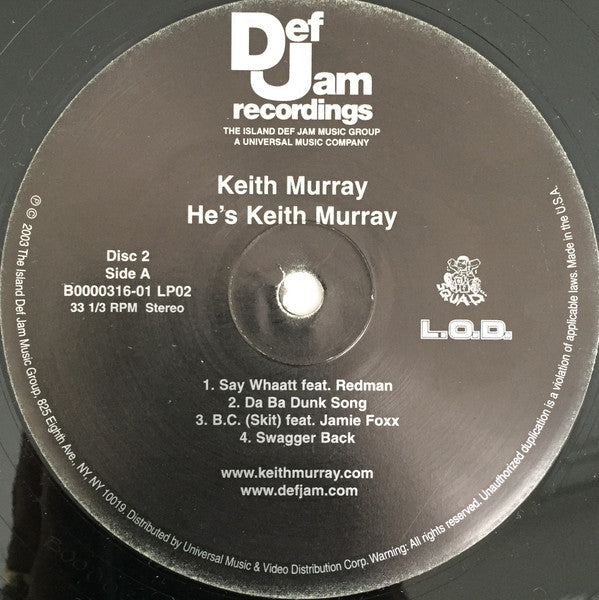 Def
Jam
recordings
THE ISLAND DEF JAM MUSIC GROUP
A UNIVERSAL MUSIC COMPANY
Keith Murray
He's Keith Murray
Disc 2
Side A
B0000316-01 LP02
33 1/3 RPM Stereo
SQUAD
L.O.D.
1. Say Whaatt feat. Redman
2. Da Ba Dunk Song
3. B.C. (Skit) feat. Jamie Foxx
4. Swagger Back
www.keithmurray.com
www.defjam.com
℗ © 2003 The Island Def Jam Music Group, 825 Eighth Ave., NY, NY 10019. Distributed by Universal Music & Video Distribution Corp. Warning: All rights reserved. Unauthorized duplication is a violation of applicable laws. Made in the U.S.A.